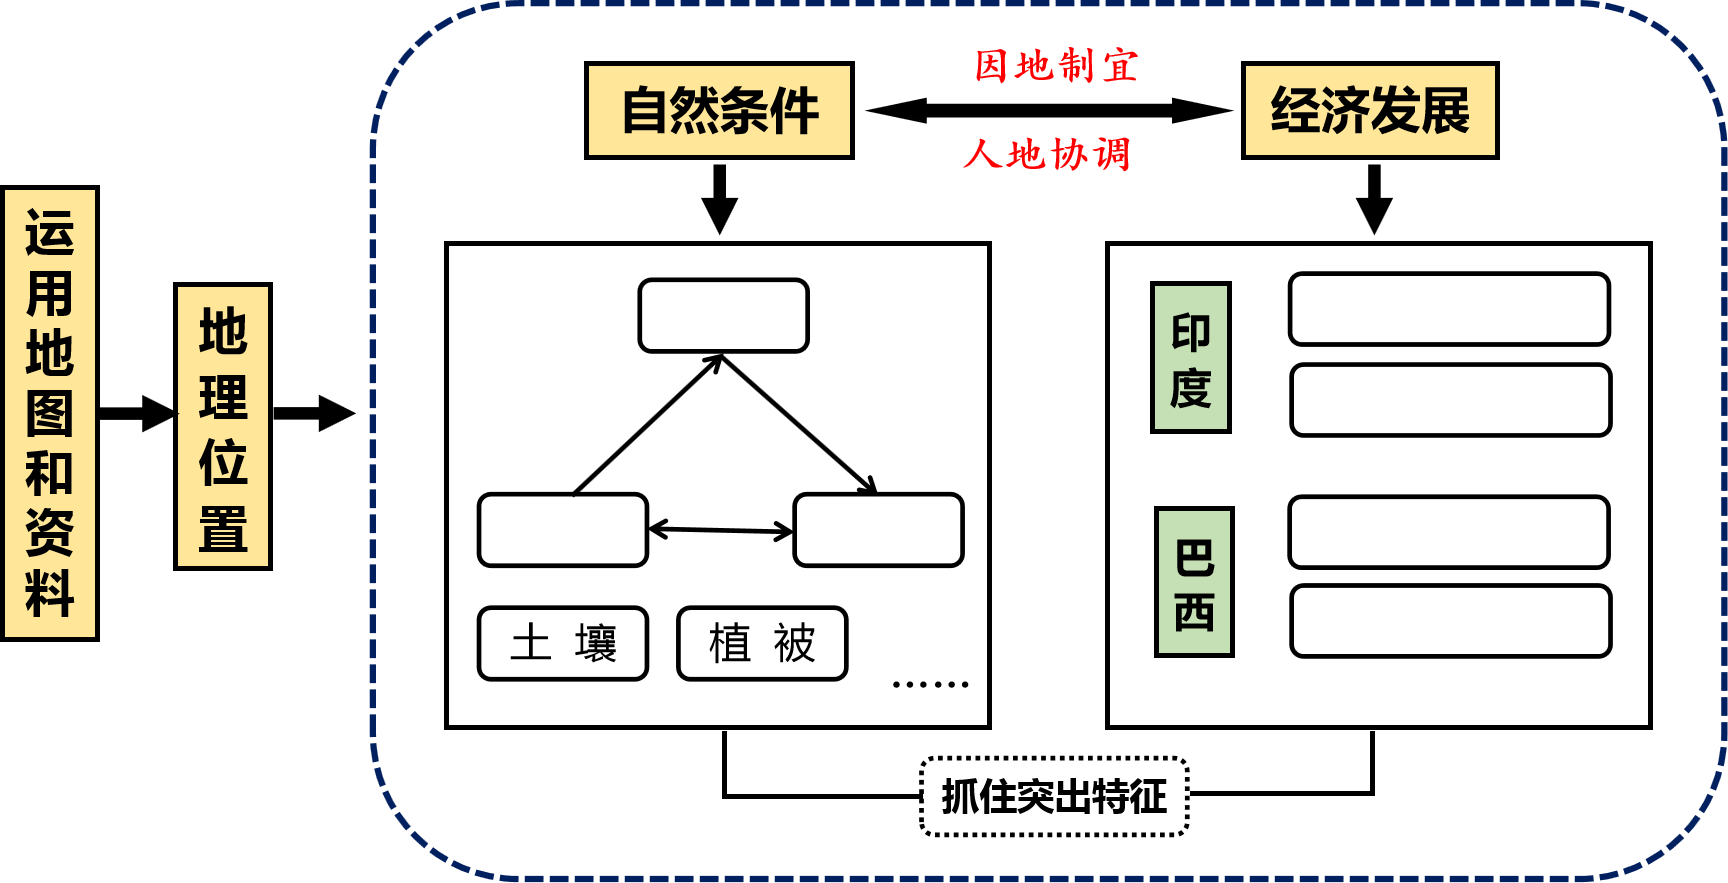 运用地图和资料
地理位置
自然条件
因地制宜
人地协调
经济发展
土 壤
植 被
……
印度
巴西
抓住突出特征